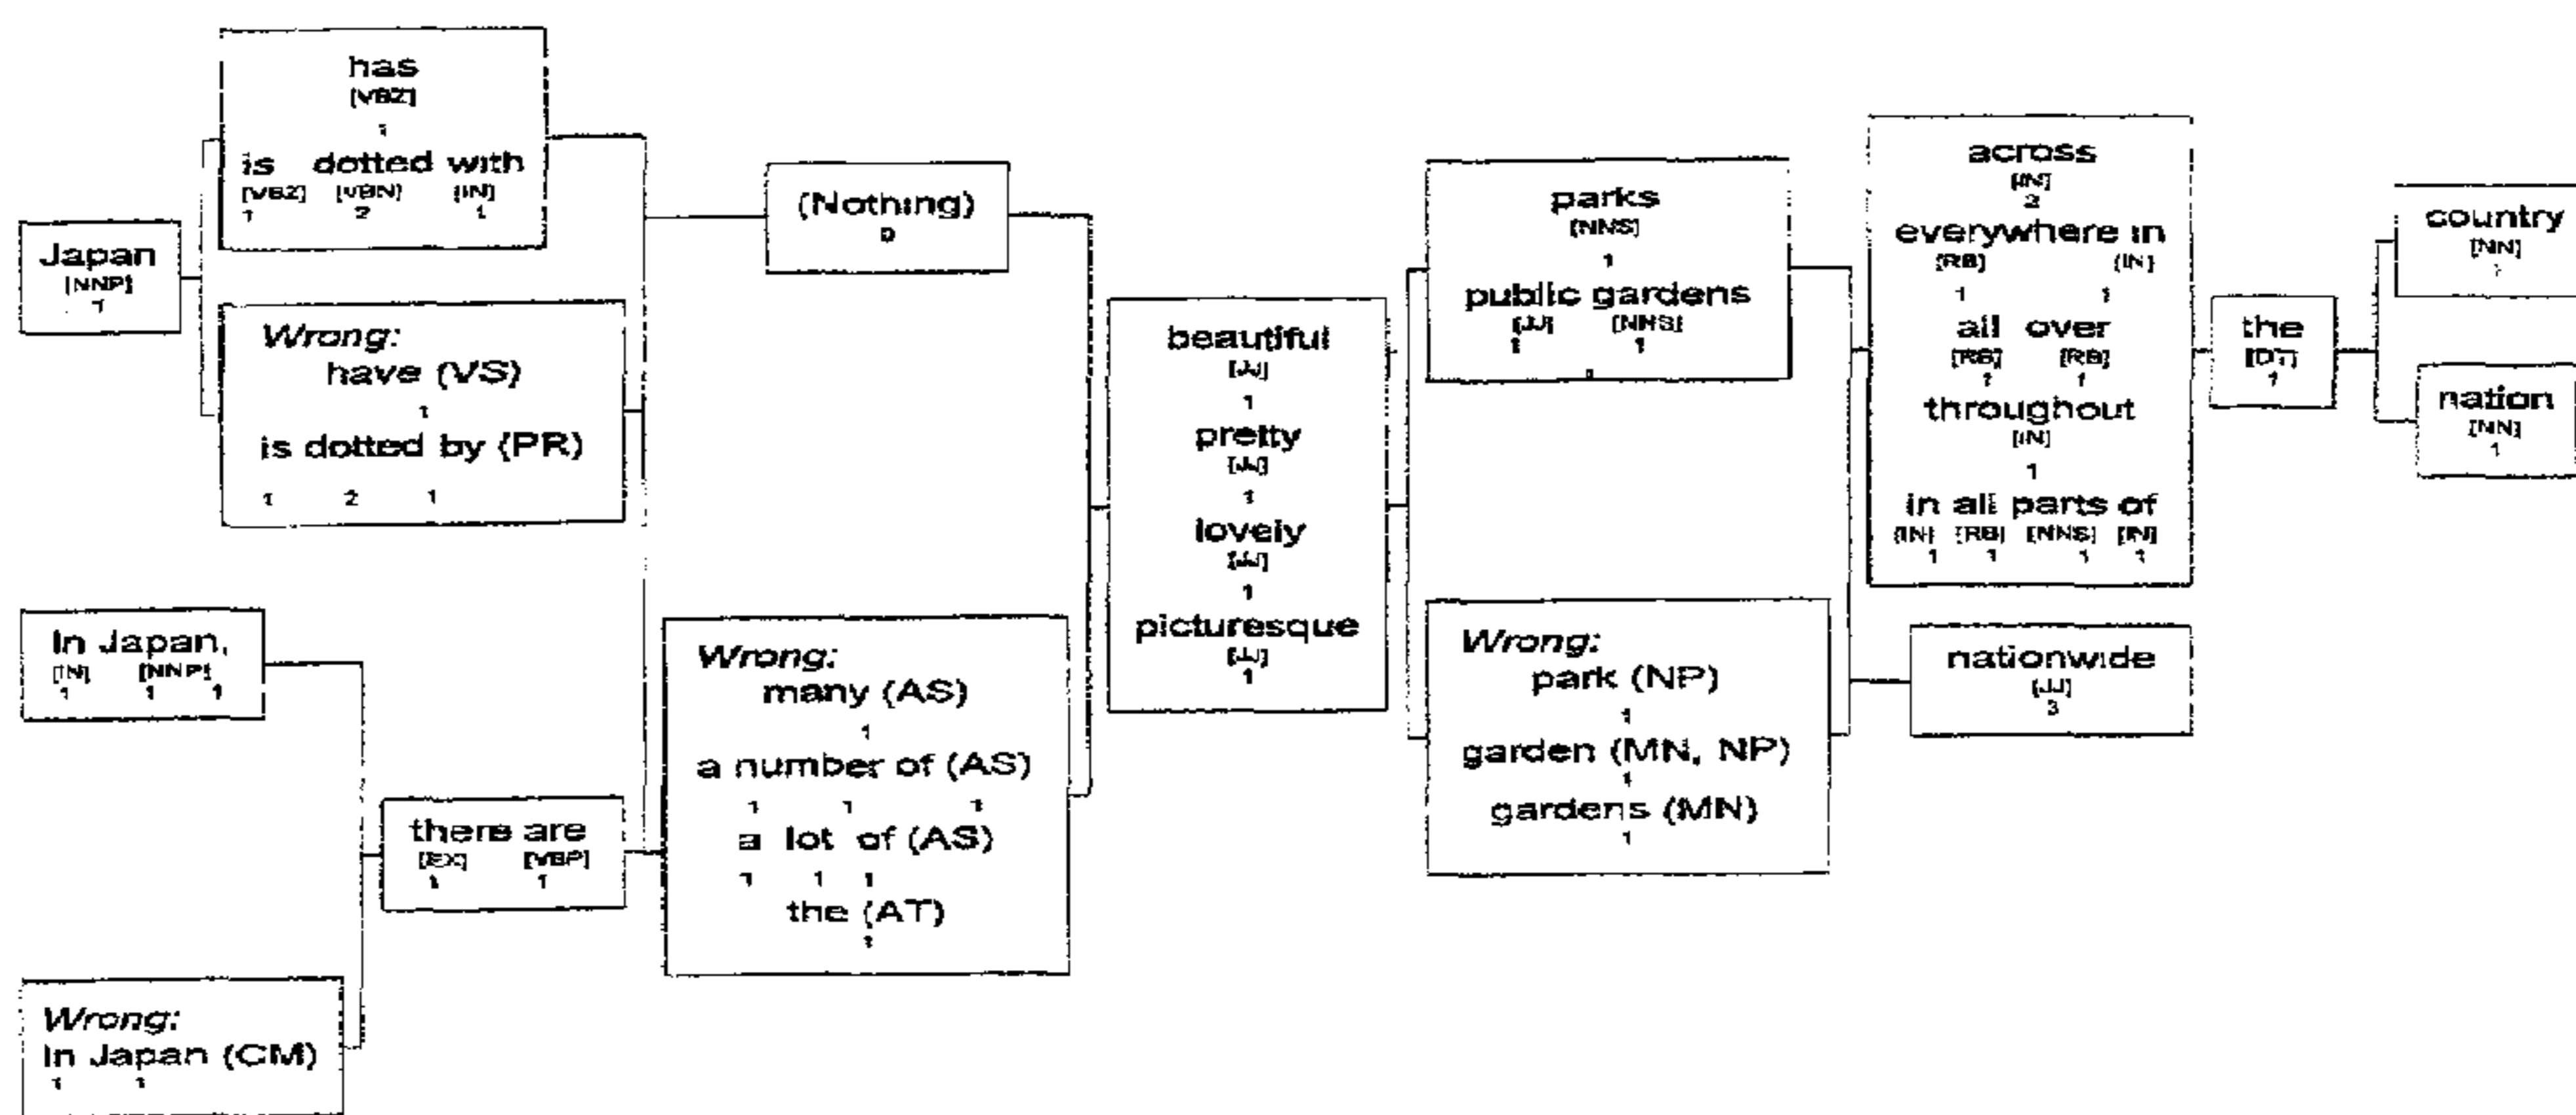 Japan
[NNP]
1
has
[VBZ]
1
is dotted with
[VBZ] [VBN] [IN]
1 2 1
Wrong:
have (VS)
1
is dotted by (PR)
1 2 1
In Japan,
[IN] [NNP]
1 1 1
Wrong:
In Japan (CM)
1 1
there are
[EX] [VBP]
1 1
(Nothing)
0
Wrong:
many (AS)
1
a number of (AS)
1 1 1
a lot of (AS)
1 1 1
the (AT)
1
beautiful
[JJ]
1
pretty
[JJ]
1
lovely
[JJ]
1
picturesque
[JJ]
1
parks
[NNS]
1
public gardens
[JJ] [NNS]
1 1
Wrong:
park (NP)
1
garden (MN, NP)
1
gardens (MN)
1
across
[IN]
2
everywhere in
[RB] [IN]
1 1
all over
[RB] [RB]
1 1
throughout
[IN]
1
in all parts of
[IN] [RB] [NNS] [IN]
1 1 1 1
nationwide
[JJ]
3
the
[DT]
1
country
[NN]
1
nation
[NN]
1